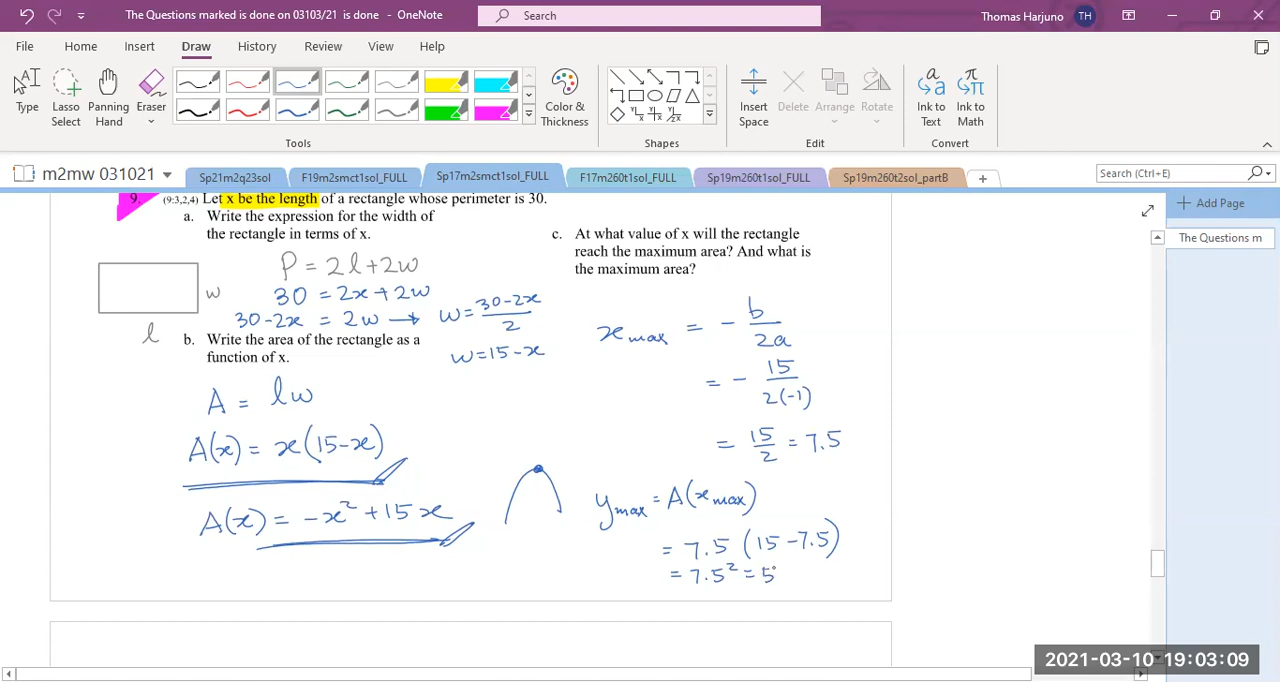 The Questions marked is done on 03103/21 is done - OneNote
Search
Thomas Harjuno TH
File Home Insert Draw History Review View Help
Type
Lasso Select
Panning Hand
Eraser
Color & Thickness
Insert Space
Delete
Arrange
Rotate
Ink to Text
Ink to Math
Tools Shapes Edit Convert
m2mw 031021
Sp21m2q23sol
F19m2smct1sol_FULL
Sp17m2smct1sol_FULL
F17m260t1sol_FULL
Sp19m260t1sol_FULL
Sp19m260t2sol_partB
Search (Ctrl+E)
Add Page
The Questions m
9. (9:3,2,4) Let x be the length of a rectangle whose perimeter is 30.
a. Write the expression for the width of
the rectangle in terms of x.
P = 2l + 2w
30 = 2x + 2w
30 - 2x = 2w → w = 30-2x / 2
w = 15 - x
w
l
b. Write the area of the rectangle as a
function of x.
A = lw
A(x) = x(15-x)
A(x) = -x² + 15x
c. At what value of x will the rectangle
reach the maximum area? And what is
the maximum area?
x max = - b / 2a
= - 15 / 2(-1)
= 15 / 2 = 7.5
y max = A(x max)
= 7.5 (15 - 7.5)
= 7.5² = 5
2021-03-10 19:03:09